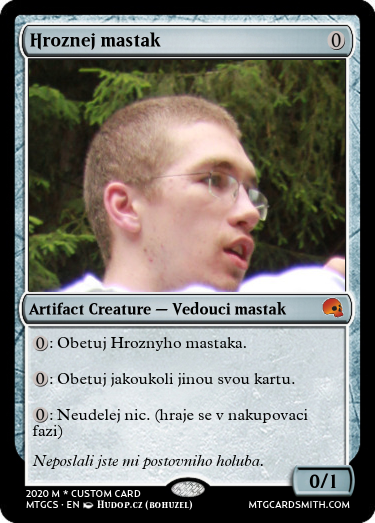 Hroznej mastak 0
Artifact Creature — Vedouci mastak
0: Obetuj Hroznyho mastaka.
0: Obetuj jakoukoli jinou svou kartu.
0: Neudelej nic. (hraje se v nakupovaci
fazi)
Neposlali jste mi postovniho holuba.
0/1
2020 M * CUSTOM CARD
MTGCS · EN HUDOP.CZ (BOHUZEL) MTGCARDSMITH.COM